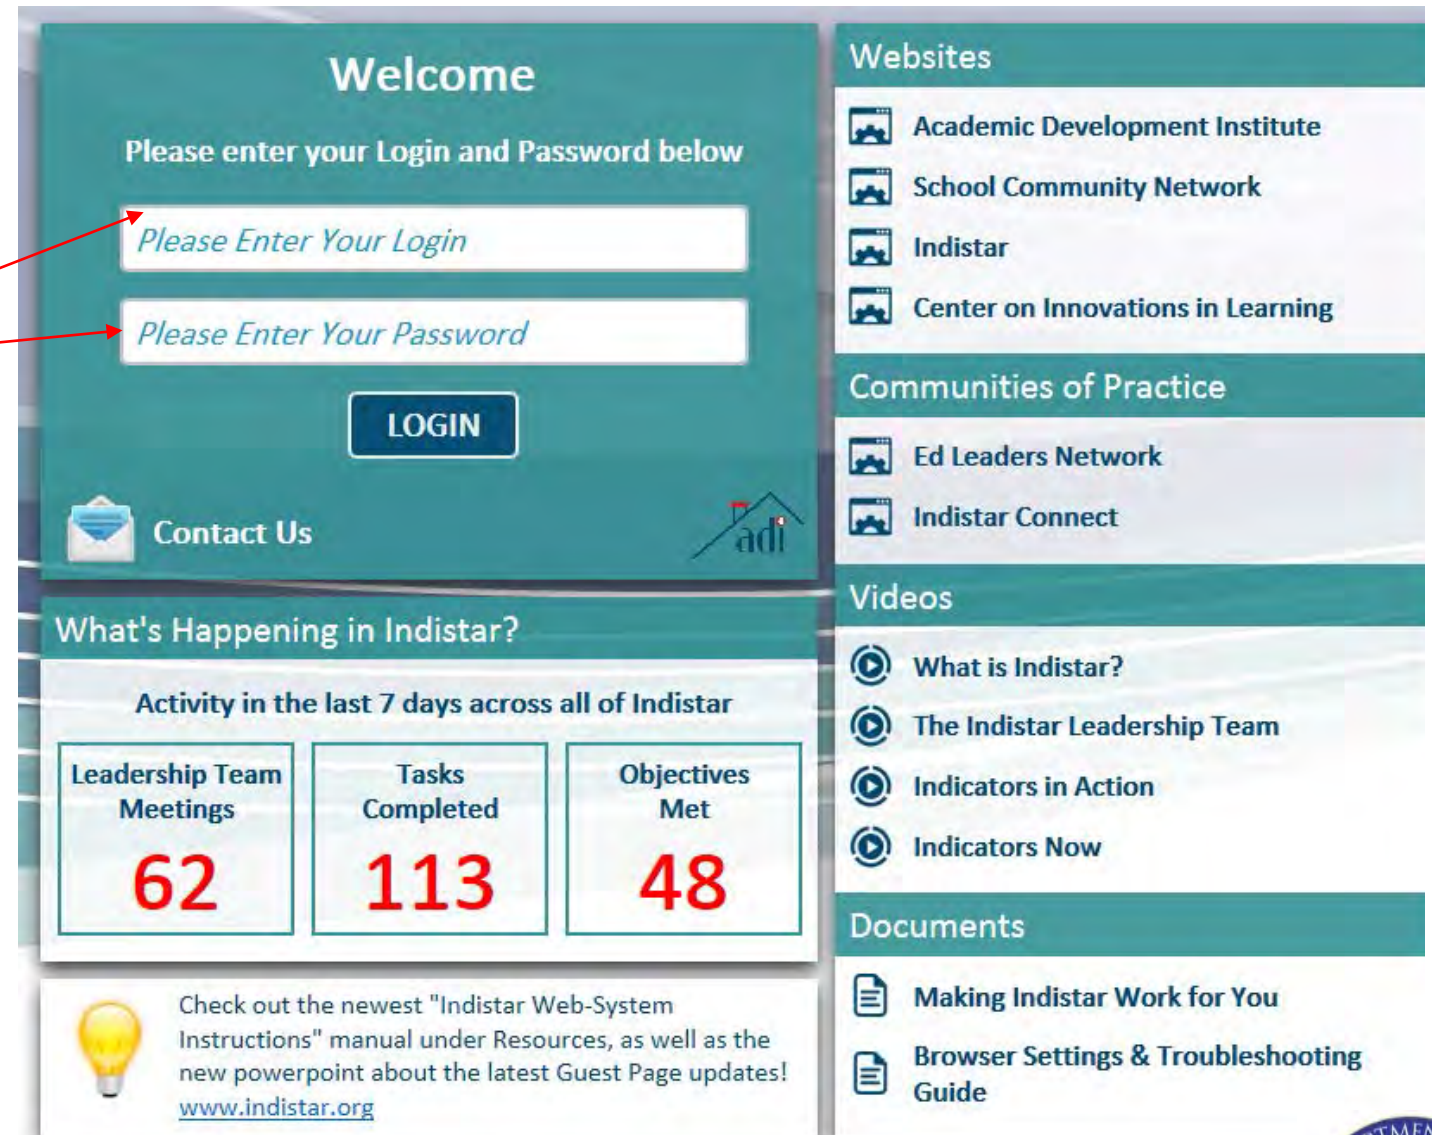 Welcome
Please enter your Login and Password below
Please Enter Your Login
Please Enter Your Password
LOGIN
Contact Us
adi
What's Happening in Indistar?
Activity in the last 7 days across all of Indistar
Leadership Team
Meetings
62
Tasks
Completed
113
Objectives
Met
48
Check out the newest "Indistar Web-System
Instructions" manual under Resources, as well as the
new powerpoint about the latest Guest Page updates!
www.indistar.org
Websites
Academic Development Institute
School Community Network
Indistar
Center on Innovations in Learning
Communities of Practice
Ed Leaders Network
Indistar Connect
Videos
What is Indistar?
The Indistar Leadership Team
Indicators in Action
Indicators Now
Documents
Making Indistar Work for You
Browser Settings & Troubleshooting
Guide